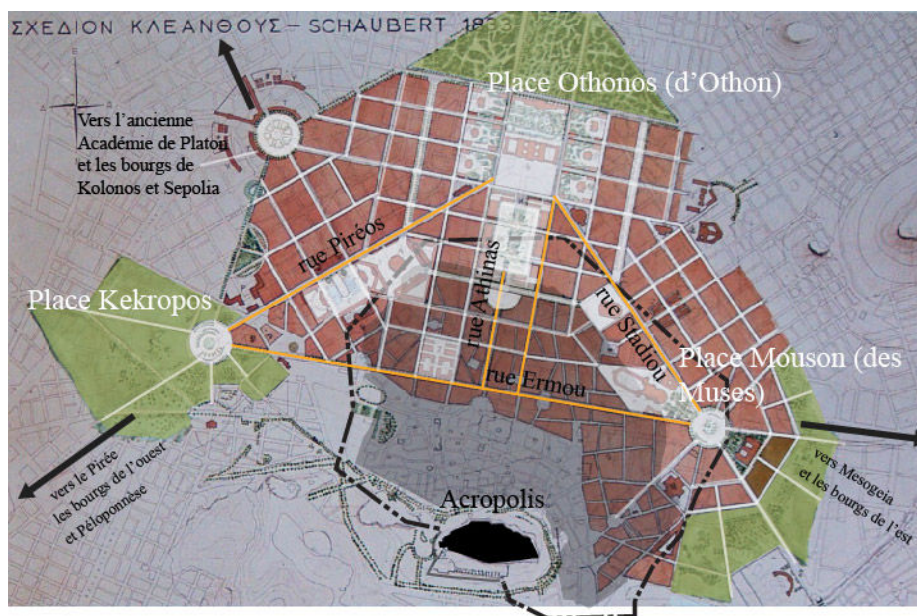 ΣΧΕΔΙΟΝ ΚΛΕΑΝΘΟΥΣ – SCHAUBERT 1833
Place Othonos (d'Othon)
Vers l'ancienne
Académie de Platon
et les bourgs de
Kolonos et Sepolia
rue Piréos
rue Athinas
Place Kekropos
rue Stadiou
Place Mouson (des
Muses)
rue Ermou
vers le Pirée
les bourgs de l'ouest
et Péloponnèse
vers Mesogeia
et les bourgs de l'est
Acropolis